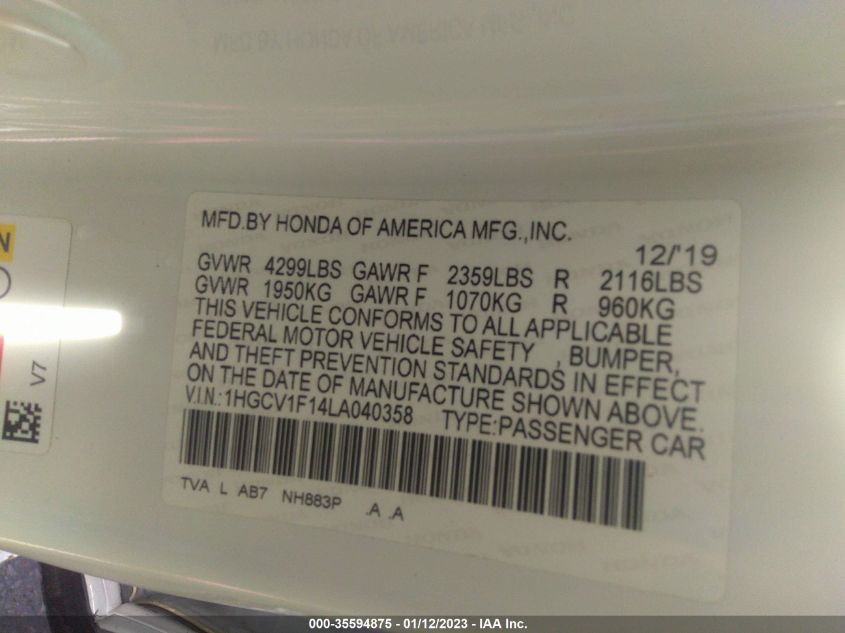 MFD.BY HONDA OF AMERICA MFG.,INC.
12/'19
GVWR 4299LBS GAWR F 2359LBS R 2116LBS
GVWR 1950KG GAWR F 1070KG R 960KG
THIS VEHICLE CONFORMS TO ALL APPLICABLE
FEDERAL MOTOR VEHICLE SAFETY , BUMPER,
AND THEFT PREVENTION STANDARDS IN EFFECT
ON THE DATE OF MANUFACTURE SHOWN ABOVE.
V.I.N.:1HGCV1F14LA040358 TYPE:PASSENGER CAR
TVA L AB7 NH883P .A .A
V7
000-35594875 - 01/12/2023 - IAA Inc.